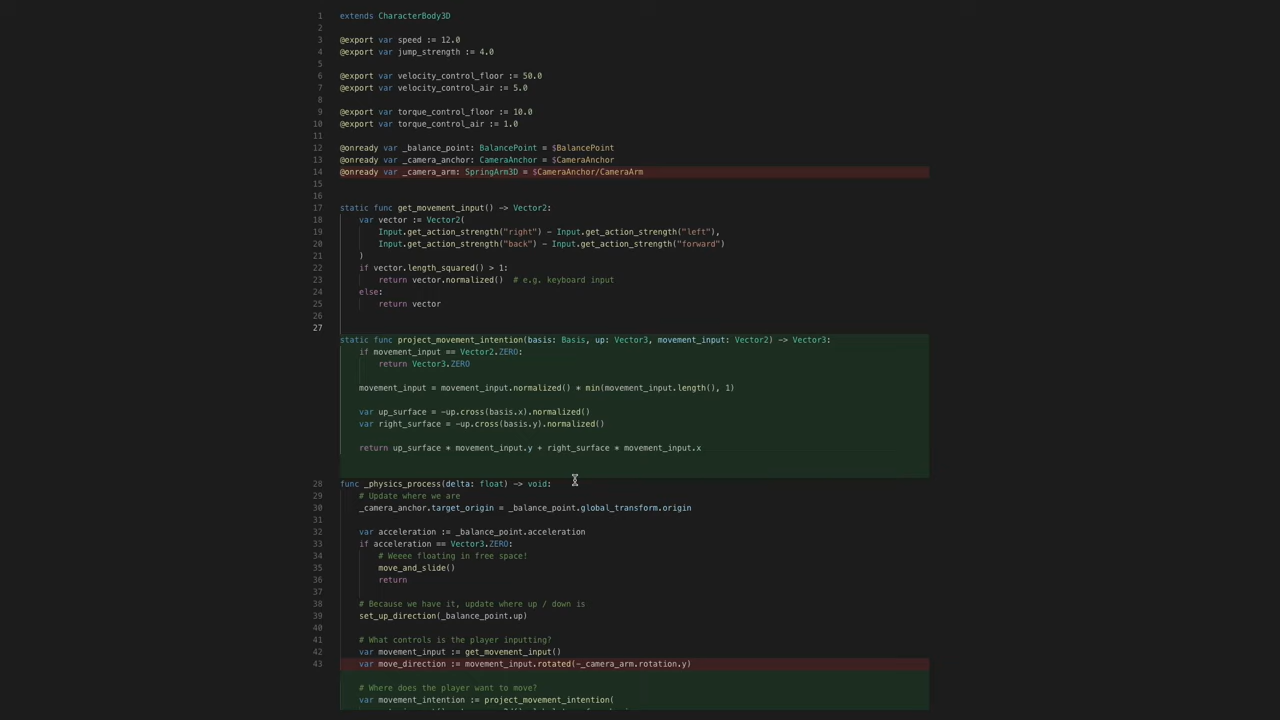 1 extends CharacterBody3D
2
3 @export var speed := 12.0
4 @export var jump_strength := 4.0
5
6 @export var velocity_control_floor := 50.0
7 @export var velocity_control_air := 5.0
8
9 @export var torque_control_floor := 10.0
10 @export var torque_control_air := 1.0
11
12 @onready var _balance_point: BalancePoint = $BalancePoint
13 @onready var _camera_anchor: CameraAnchor = $CameraAnchor
14 @onready var _camera_arm: SpringArm3D = $CameraAnchor/CameraArm
15
16
17 static func get_movement_input() -> Vector2:
18 var vector := Vector2(
19 Input.get_action_strength("right") - Input.get_action_strength("left"),
20 Input.get_action_strength("back") - Input.get_action_strength("forward")
21 )
22 if vector.length_squared() > 1:
23 return vector.normalized() # e.g. keyboard input
24 else:
25 return vector
26
27
static func project_movement_intention(basis: Basis, up: Vector3, movement_input: Vector2) -> Vector3:
if movement_input == Vector2.ZERO:
return Vector3.ZERO
movement_input = movement_input.normalized() * min(movement_input.length(), 1)
var up_surface = -up.cross(basis.x).normalized()
var right_surface = -up.cross(basis.y).normalized()
return up_surface * movement_input.y + right_surface * movement_input.x
28 func _physics_process(delta: float) -> void:
29 # Update where we are
30 _camera_anchor.target_origin = _balance_point.global_transform.origin
31
32 var acceleration := _balance_point.acceleration
33 if acceleration == Vector3.ZERO:
34 # Weeee floating in free space!
35 move_and_slide()
36 return
37
38 # Because we have it, update where up / down is
39 set_up_direction(_balance_point.up)
40
41 # What controls is the player inputting?
42 var movement_input := get_movement_input()
43 var move_direction := movement_input.rotated(-_camera_arm.rotation.y)
# Where does the player want to move?
var movement_intention := project_movement_intention(